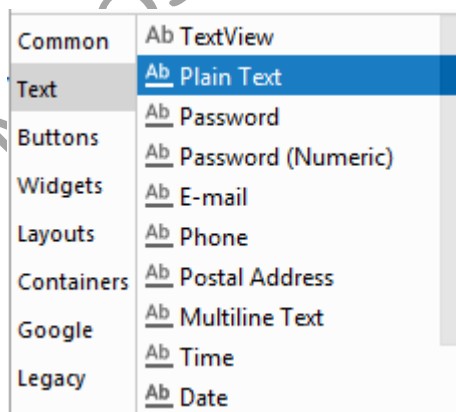 Common
Text
Buttons
Widgets
Layouts
Containers
Google
Legacy
Ab TextView
Ab Plain Text
Ab Password
Ab Password (Numeric)
Ab E-mail
Ab Phone
Ab Postal Address
Ab Multiline Text
Ab Time
Ab Date